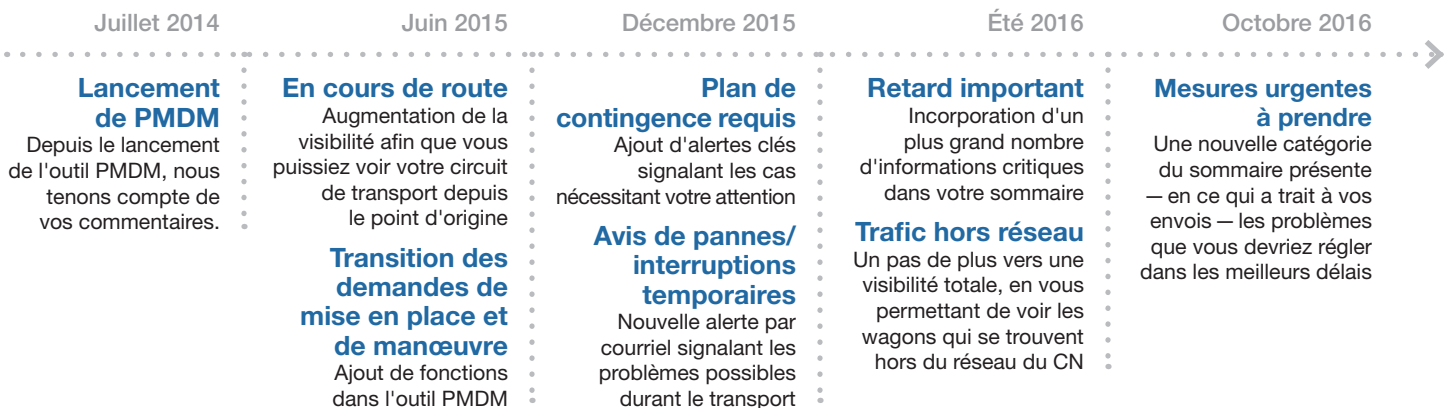 Juillet 2014
Lancement
de PMDM
Depuis le lancement
de l'outil PMDM, nous
tenons compte de
vos commentaires.
Juin 2015
En cours de route
Augmentation de la
visibilité afin que vous
puissiez voir votre circuit
de transport depuis
le point d'origine
Transition des
demandes de
mise en place et
de manœuvre
Ajout de fonctions
dans l'outil PMDM
Décembre 2015
Plan de
contingence requis
Ajout d'alertes clés
signalant les cas
nécessitant votre attention
Avis de pannes/
interruptions
temporaires
Nouvelle alerte par
courriel signalant les
problèmes possibles
durant le transport
Été 2016
Retard important
Incorporation d'un
plus grand nombre
d'informations critiques
dans votre sommaire
Trafic hors réseau
Un pas de plus vers une
visibilité totale, en vous
permettant de voir les
wagons qui se trouvent
hors du réseau du CN
Octobre 2016
Mesures urgentes
à prendre
Une nouvelle catégorie
du sommaire présente
— en ce qui a trait à vos
envois — les problèmes
que vous devriez régler
dans les meilleurs délais